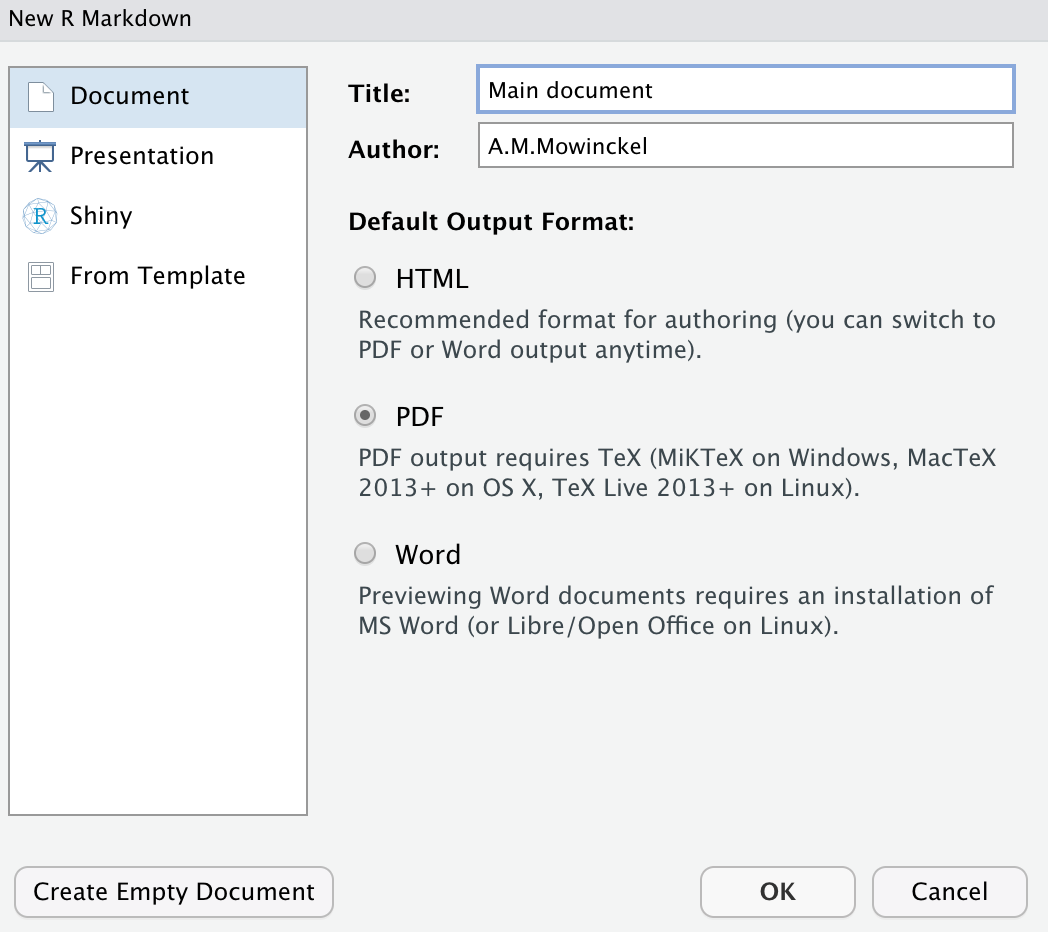 New R Markdown
Document
Presentation
R Shiny
From Template
Title: Main document
Author: A.M.Mowinckel
Default Output Format:
HTML
Recommended format for authoring (you can switch to
PDF or Word output anytime).
PDF
PDF output requires TeX (MiKTeX on Windows, MacTeX
2013+ on OS X, TeX Live 2013+ on Linux).
Word
Previewing Word documents requires an installation of
MS Word (or Libre/Open Office on Linux).
Create Empty Document
OK
Cancel